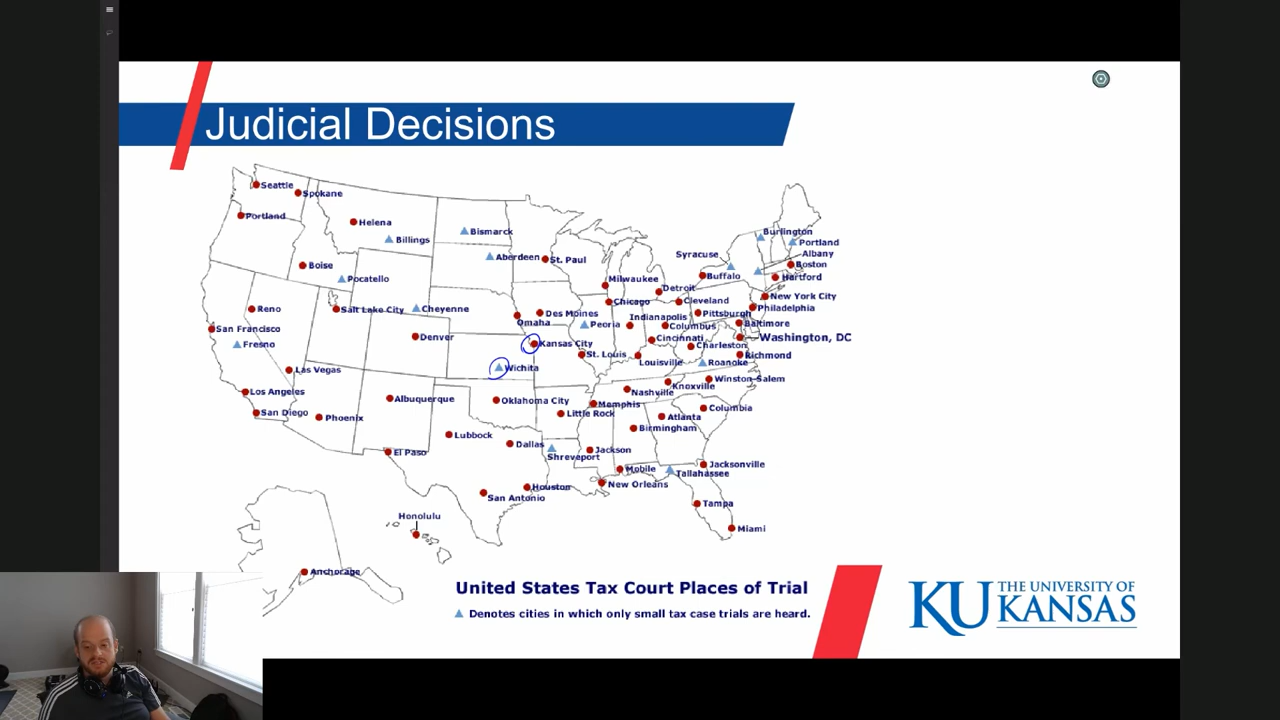 Judicial Decisions
Seattle
Spokane
Portland
Helena
Billings
Bismarck
Aberdeen
St. Paul
Boise
Pocatello
Burlington
Portland
Syracuse
Albany
Boston
Buffalo
Hartford
Milwaukee
Detroit
New York City
Reno
Salt Lake City
Cheyenne
Chicago
Cleveland
Philadelphia
Omaha
Des Moines
Peoria
Indianapolis
Pittsburgh
Columbus
Baltimore
San Francisco
Fresno
Denver
Kansas City
Cincinnati
Charleston
Washington, DC
St. Louis
Louisville
Roanoke
Richmond
Las Vegas
Wichita
Winston-Salem
Knoxville
Nashville
Los Angeles
San Diego
Phoenix
Albuquerque
Oklahoma City
Memphis
Little Rock
Columbia
Atlanta
Birmingham
Lubbock
Dallas
El Paso
Shreveport
Jackson
Mobile
Jacksonville
Tallahassee
New Orleans
Houston
San Antonio
Tampa
Miami
Honolulu
Anchorage
United States Tax Court Places of Trial
Denotes cities in which only small tax case trials are heard.
KU THE UNIVERSITY OF
KANSAS